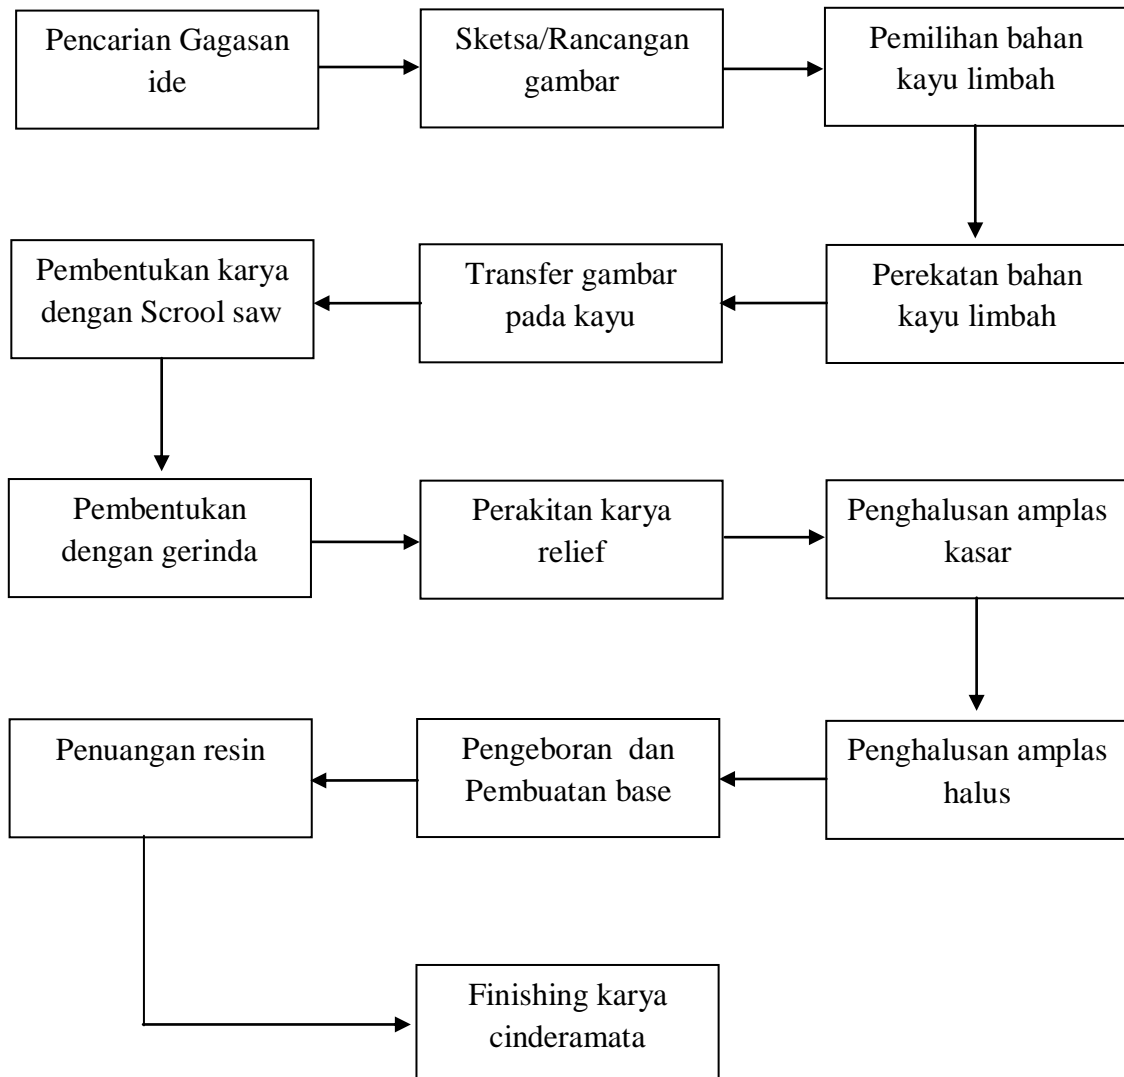 Pencarian Gagasan
ide
Sketsa/Rancangan
gambar
Pemilihan bahan
kayu limbah
Perekatan bahan
kayu limbah
Transfer gambar
pada kayu
Pembentukan karya
dengan Scrool saw
Pembentukan
dengan gerinda
Perakitan karya
relief
Penghalusan amplas
kasar
Penghalusan amplas
halus
Pengeboran dan
Pembuatan base
Penuangan resin
Finishing karya
cinderamata